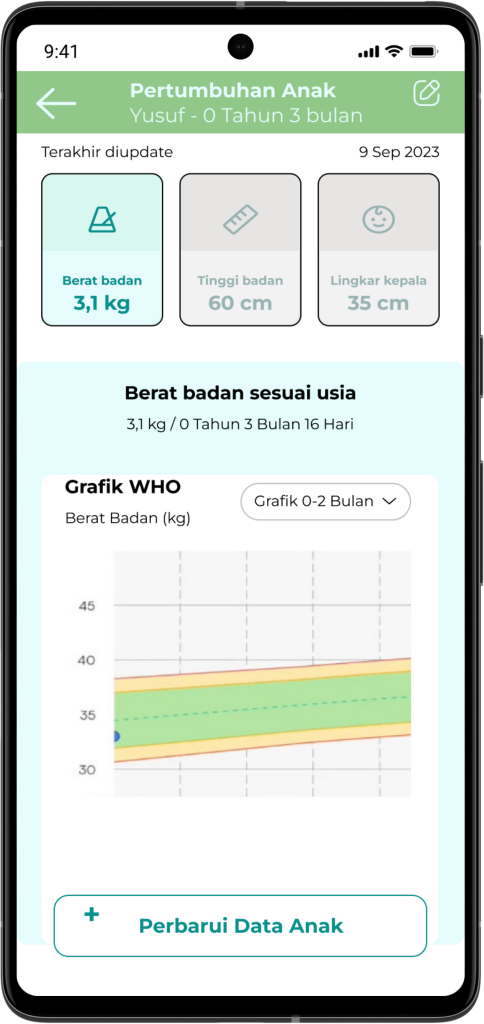 9:41
Pertumbuhan Anak
Yusuf - 0 Tahun 3 bulan
Terakhir diupdate 9 Sep 2023
Berat badan
3,1 kg
Tinggi badan
60 cm
Lingkar kepala
35 cm
Berat badan sesuai usia
3,1 kg / 0 Tahun 3 Bulan 16 Hari
Grafik WHO
Berat Badan (kg)
Grafik 0-2 Bulan
45
40
35
30
+ Perbarui Data Anak